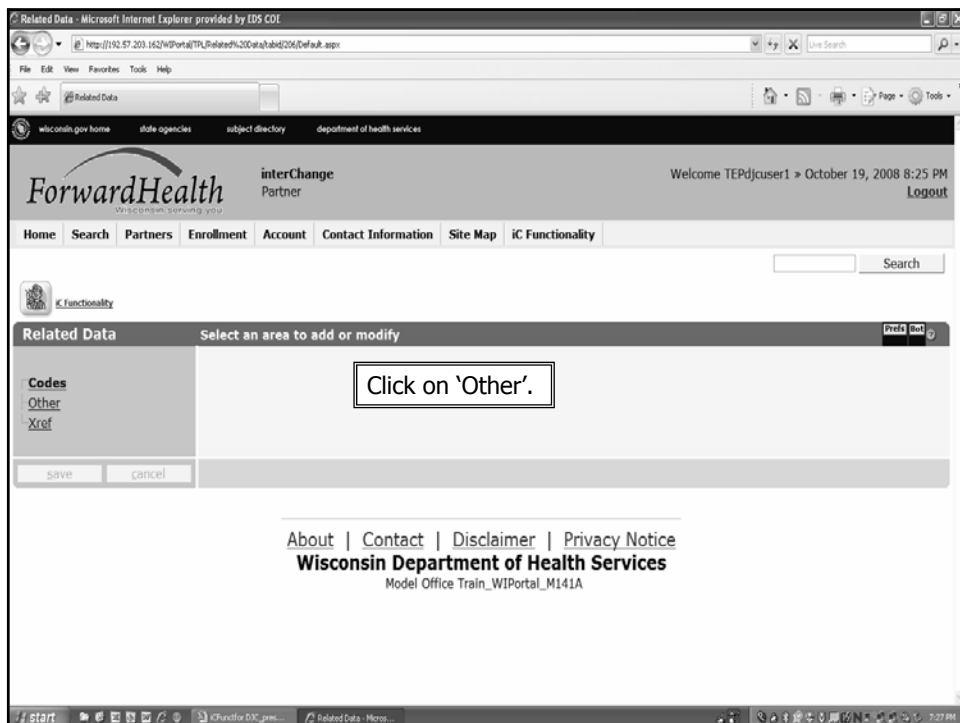 Related Data - Microsoft Internet Explorer provided by EDS COE
http://192.57.203.162/WIPortal/TPL/Related%20Data/tabid/206/Default.aspx
Live Search
File Edit View Favorites Tools Help
Related Data
Page Tools
wisconsin.gov home state agencies subject directory department of health services
ForwardHealth
Wisconsin serving you
interChange
Partner
Welcome TEPdjcuser1 » October 19, 2008 8:25 PM
Logout
Home Search Partners Enrollment Account Contact Information Site Map iC Functionality
Search
iC Functionality
Related Data Select an area to add or modify Prefs Bot ?
Codes
Other
Xref
Click on ‘Other’.
save cancel
About | Contact | Disclaimer | Privacy Notice
Wisconsin Department of Health Services
Model Office Train_WIPortal_M141A
start iCFunctfor DJC_pres... Related Data - Micros... 7:27 PM